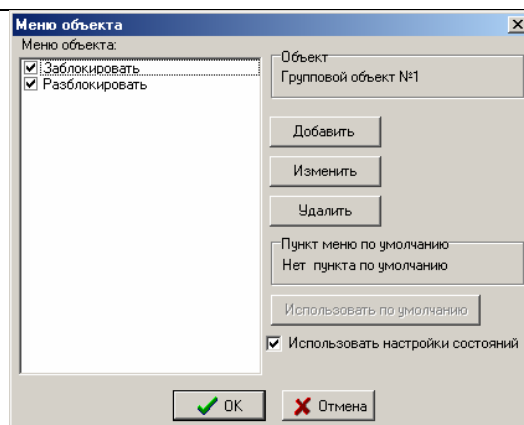 Меню объекта
Меню объекта:
Заблокировать
Разблокировать
Объект
Групповой объект №1
Добавить
Изменить
Удалить
Пункт меню по умолчанию
Нет пункта по умолчанию
Использовать по умолчанию
Использовать настройки состояний
OK
Отмена